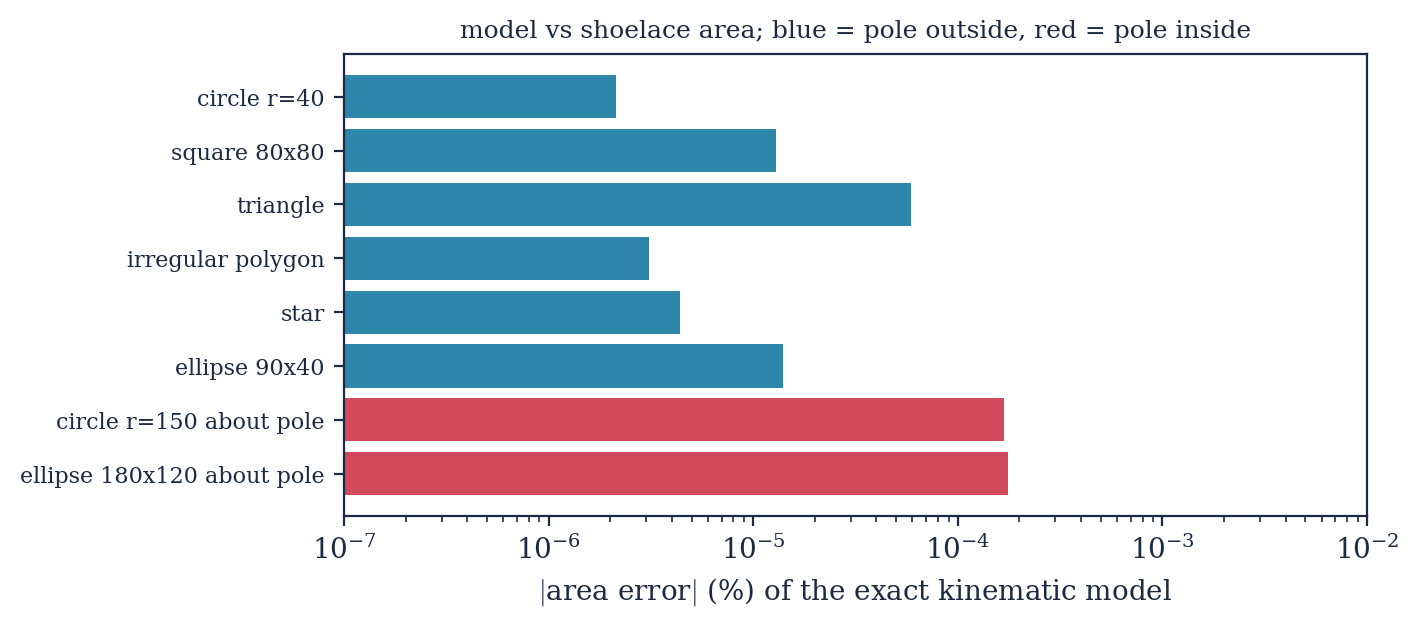 model vs shoelace area; blue = pole outside, red = pole inside
circle r=40
square 80x80
triangle
irregular polygon
star
ellipse 90x40
circle r=150 about pole
ellipse 180x120 about pole
10⁻⁷ 10⁻⁶ 10⁻⁵ 10⁻⁴ 10⁻³ 10⁻²
|area error| (%) of the exact kinematic model